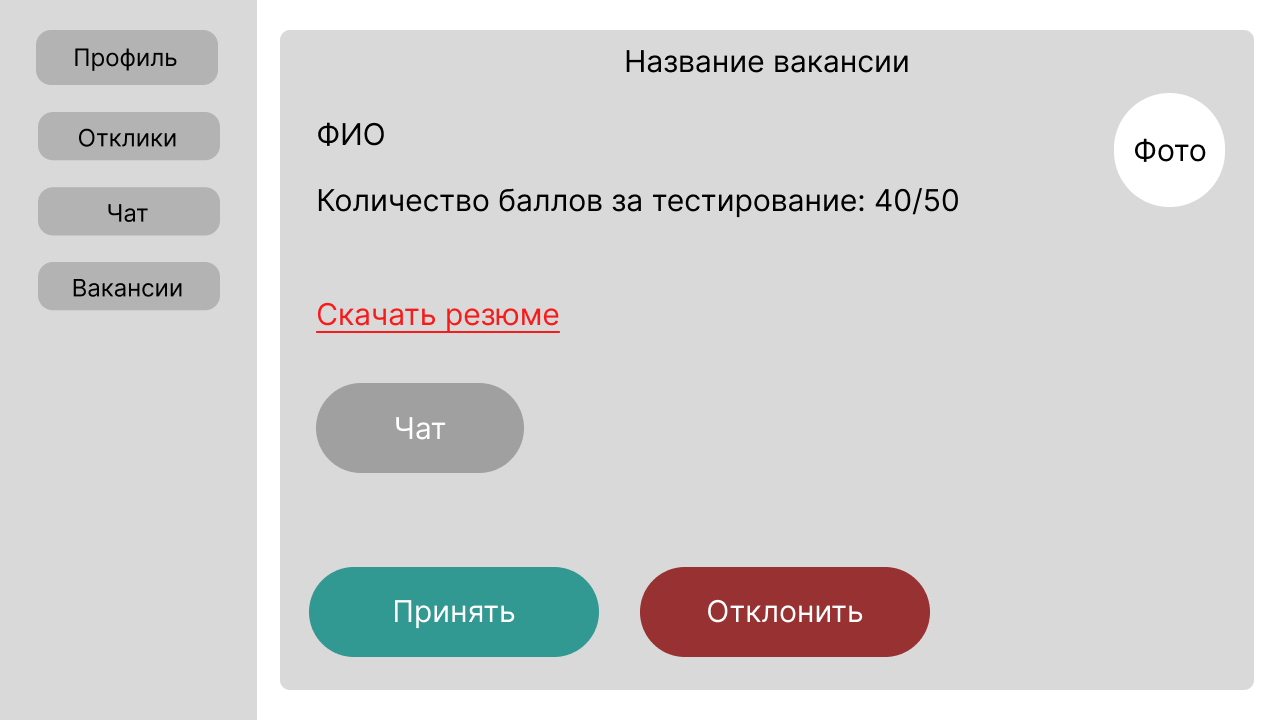 Профиль
Отклики
Чат
Вакансии
Название вакансии
ФИО
Фото
Количество баллов за тестирование: 40/50
Скачать резюме
Чат
Принять
Отклонить